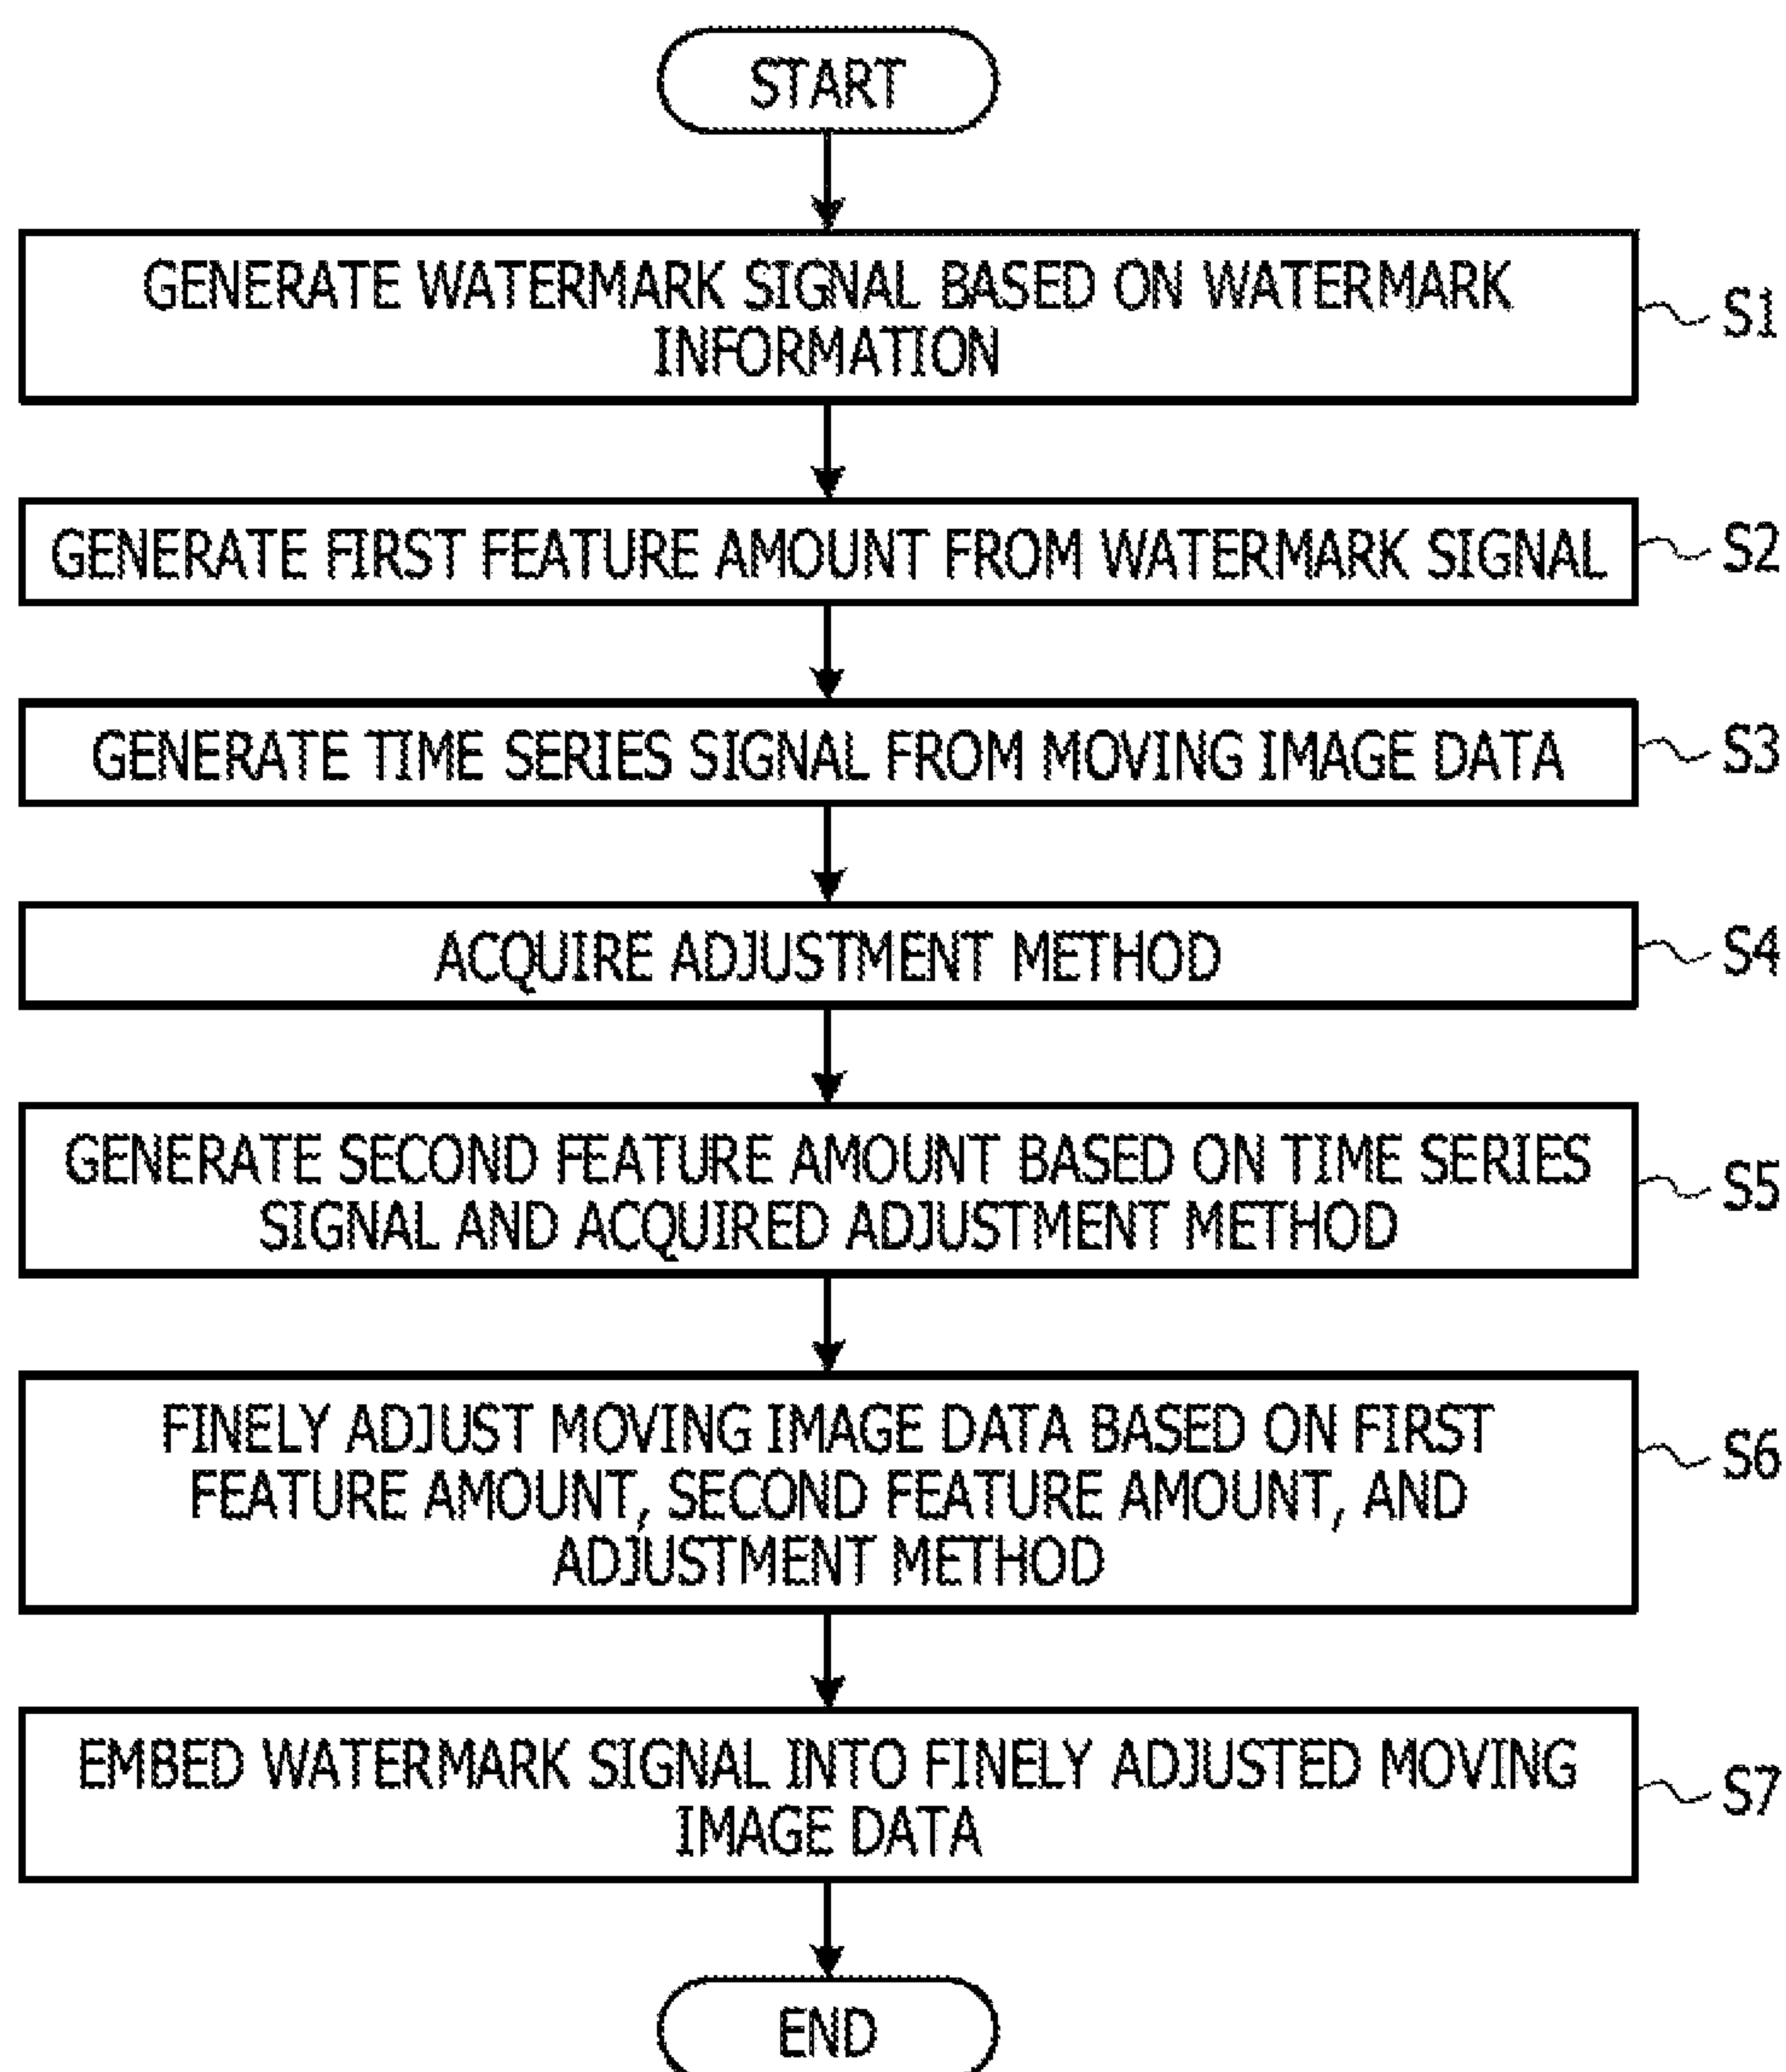 START
GENERATE WATERMARK SIGNAL BASED ON WATERMARK
INFORMATION
S1
GENERATE FIRST FEATURE AMOUNT FROM WATERMARK SIGNAL
S2
GENERATE TIME SERIES SIGNAL FROM MOVING IMAGE DATA
S3
ACQUIRE ADJUSTMENT METHOD
S4
GENERATE SECOND FEATURE AMOUNT BASED ON TIME SERIES
SIGNAL AND ACQUIRED ADJUSTMENT METHOD
S5
FINELY ADJUST MOVING IMAGE DATA BASED ON FIRST
FEATURE AMOUNT, SECOND FEATURE AMOUNT, AND
ADJUSTMENT METHOD
S6
EMBED WATERMARK SIGNAL INTO FINELY ADJUSTED MOVING
IMAGE DATA
S7
END